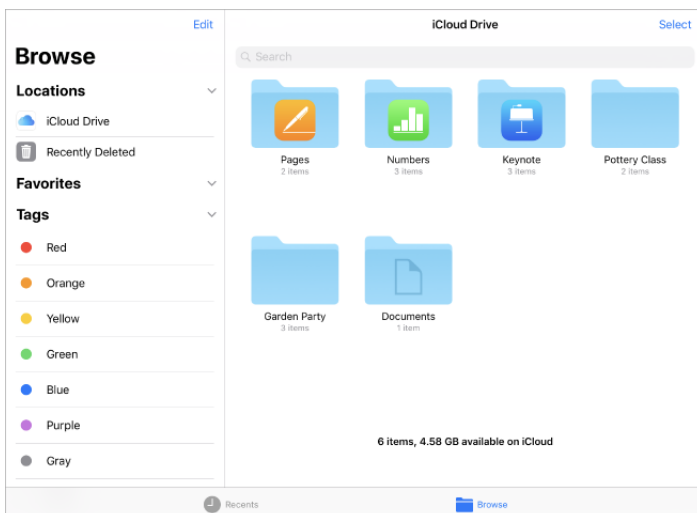 Edit
Browse
Locations
iCloud Drive
Recently Deleted
Favorites
Tags
Red
Orange
Yellow
Green
Blue
Purple
Gray
iCloud Drive
Select
Search
Pages
2 items
Numbers
3 items
Keynote
3 items
Pottery Class
2 items
Garden Party
3 items
Documents
1 item
6 items, 4.58 GB available on iCloud
Recents
Browse